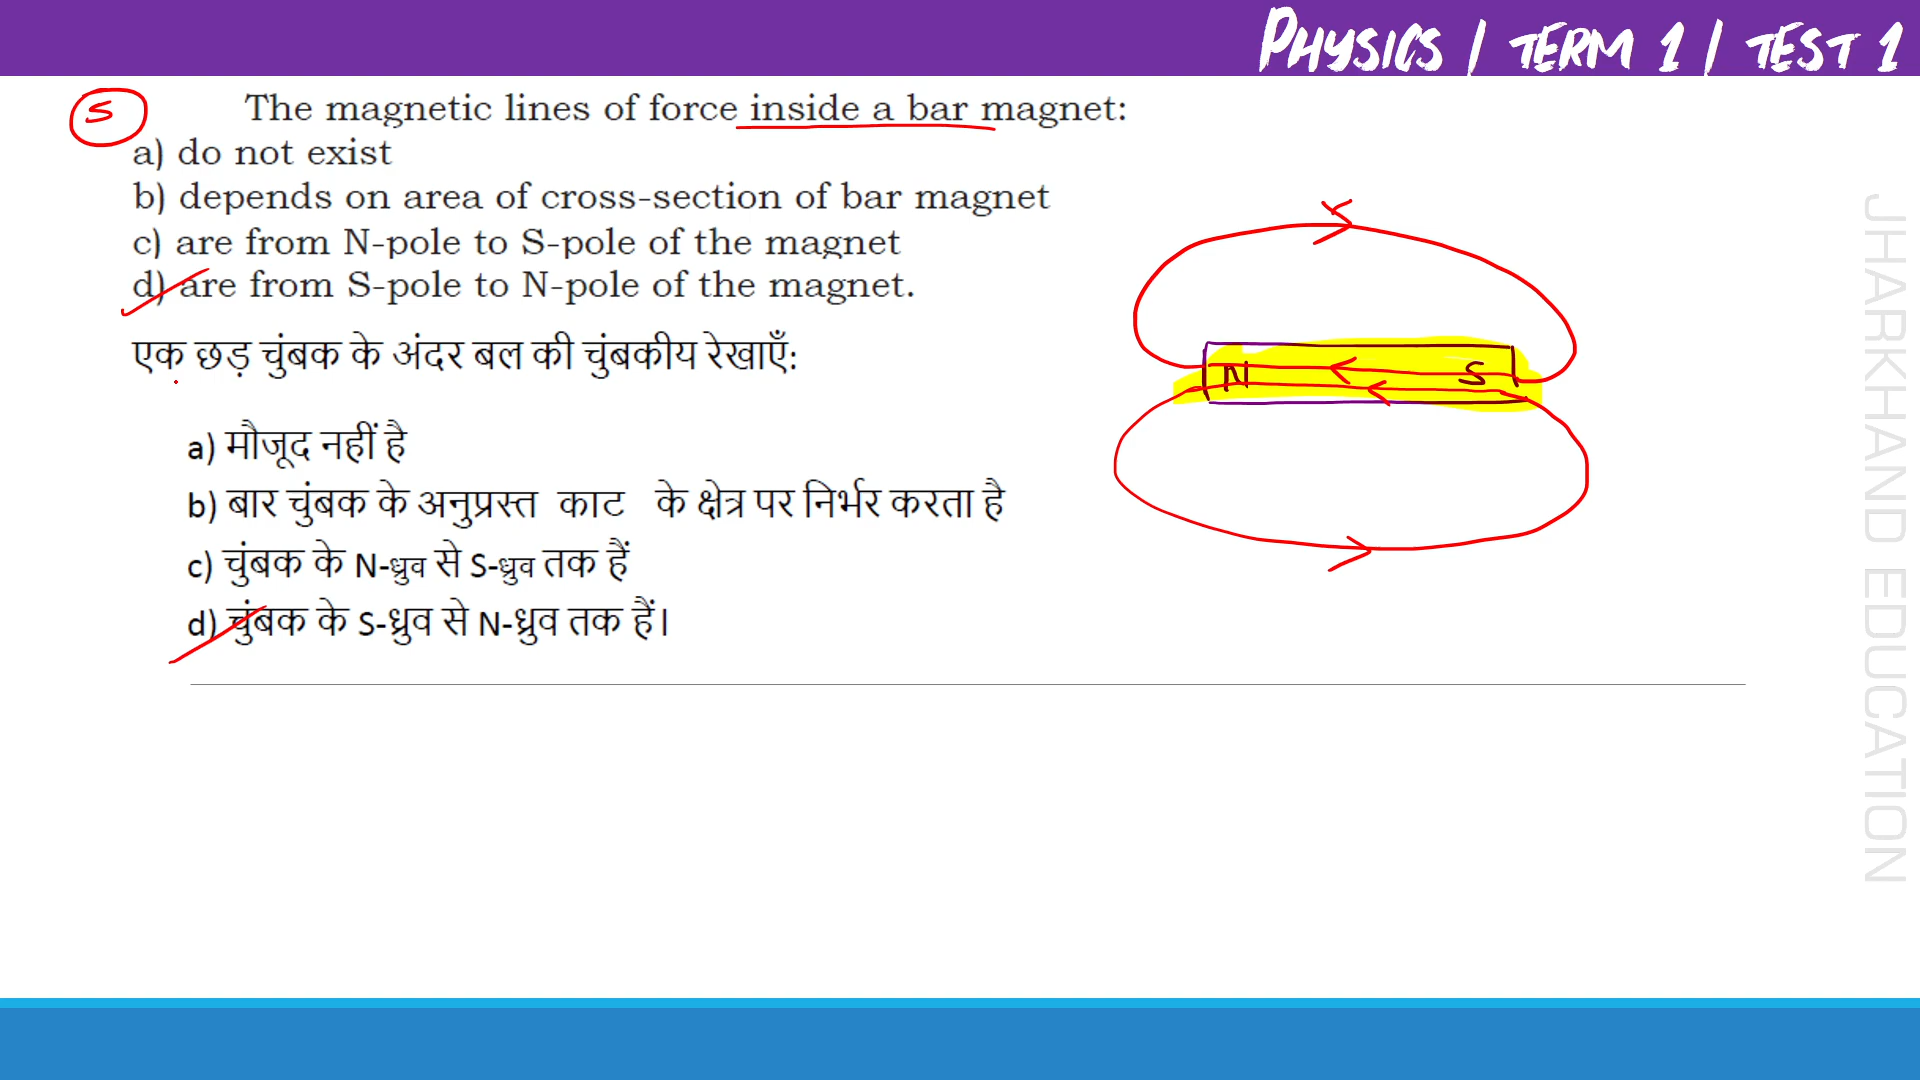 PHYSICS | TERM 1 | TEST 1
5
The magnetic lines of force inside a bar magnet:
a) do not exist
b) depends on area of cross-section of bar magnet
c) are from N-pole to S-pole of the magnet
d) are from S-pole to N-pole of the magnet.
एक छड़ चुंबक के अंदर बल की चुंबकीय रेखाएँ:
a) मौजूद नहीं है
b) बार चुंबक के अनुप्रस्त काट के क्षेत्र पर निर्भर करता है
c) चुंबक के N-ध्रुव से S-ध्रुव तक हैं
d) चुंबक के S-ध्रुव से N-ध्रुव तक हैं।
N S
JHARKHAND EDUCATION